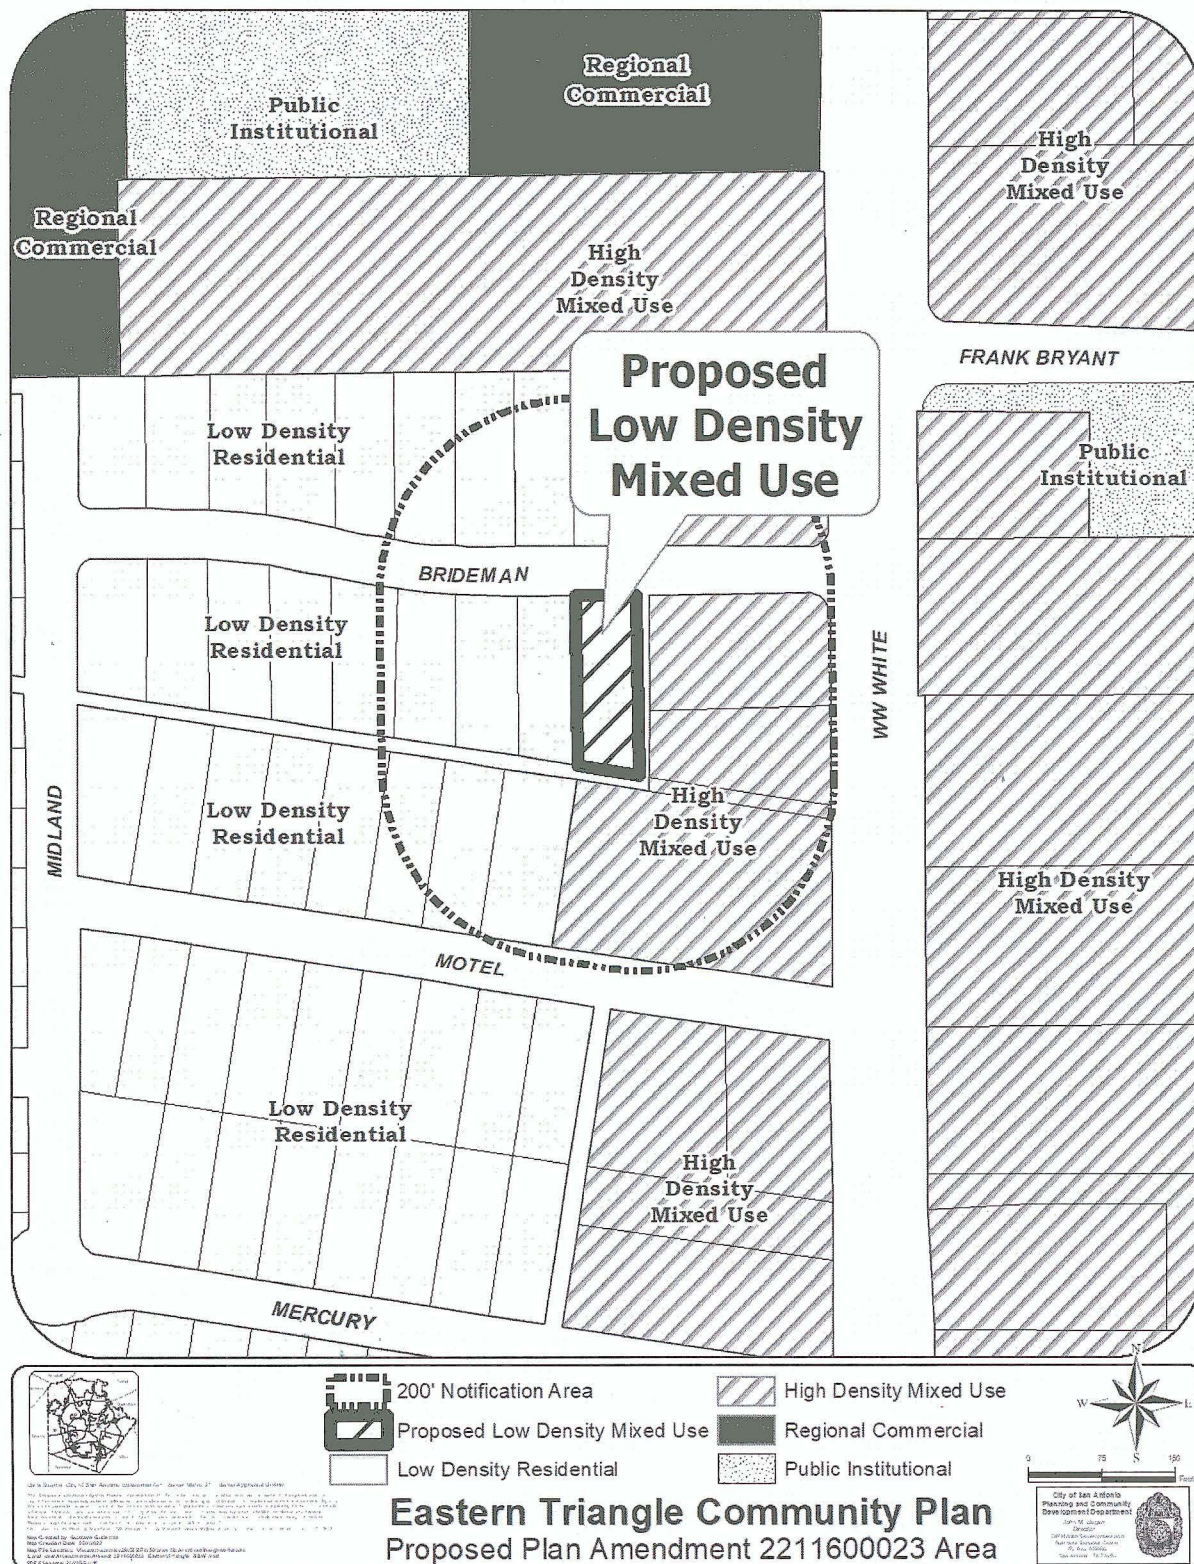 Public
Institutional
Regional
Commercial
High
Density
Mixed Use
Regional
Commercial
High
Density
Mixed Use
FRANK BRYANT
Proposed
Low Density
Mixed Use
Low Density
Residential
Public
Institutional
BRIDEMAN
Low Density
Residential
WW WHITE
MIDLAND
Low Density
Residential
High
Density
Mixed Use
High Density
Mixed Use
MOTEL
Low Density
Residential
High
Density
Mixed Use
MERCURY
200' Notification Area
High Density Mixed Use
Proposed Low Density Mixed Use
Regional Commercial
Low Density Residential
Public Institutional
N
W
E
S
0 75 150
Feet
Eastern Triangle Community Plan
Proposed Plan Amendment 2211600023 Area
City of San Antonio
Planning and Community
Development Department